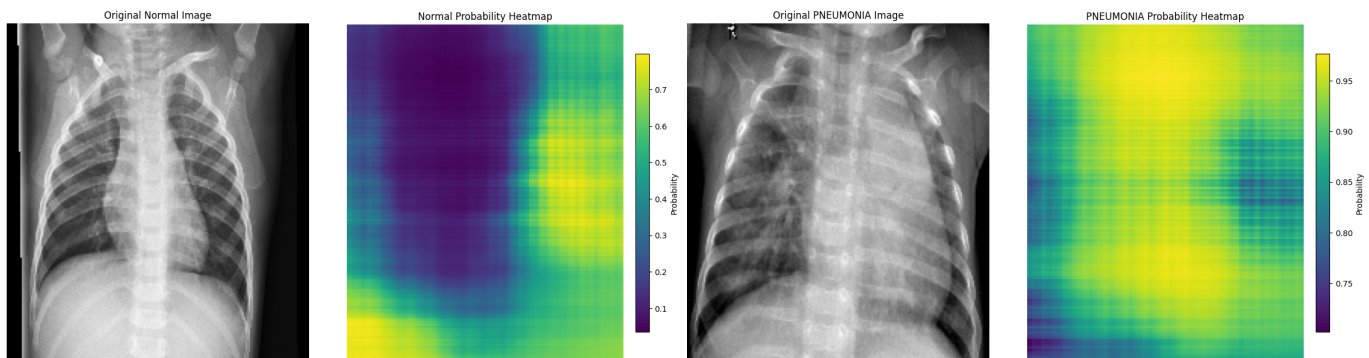 Original Normal Image
Normal Probability Heatmap
0.7
0.6
0.5
0.4
0.3
0.2
0.1
Probability
Original PNEUMONIA Image
PNEUMONIA Probability Heatmap
0.95
0.90
0.85
0.80
0.75
Probability